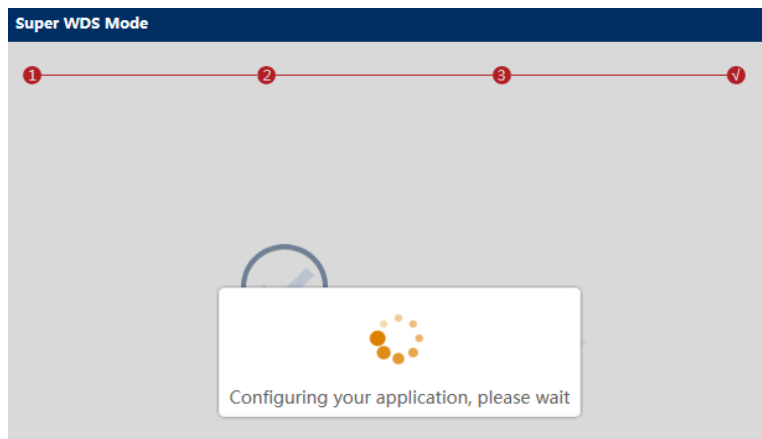 Super WDS Mode
1 2 3 √
Configuring your application, please wait